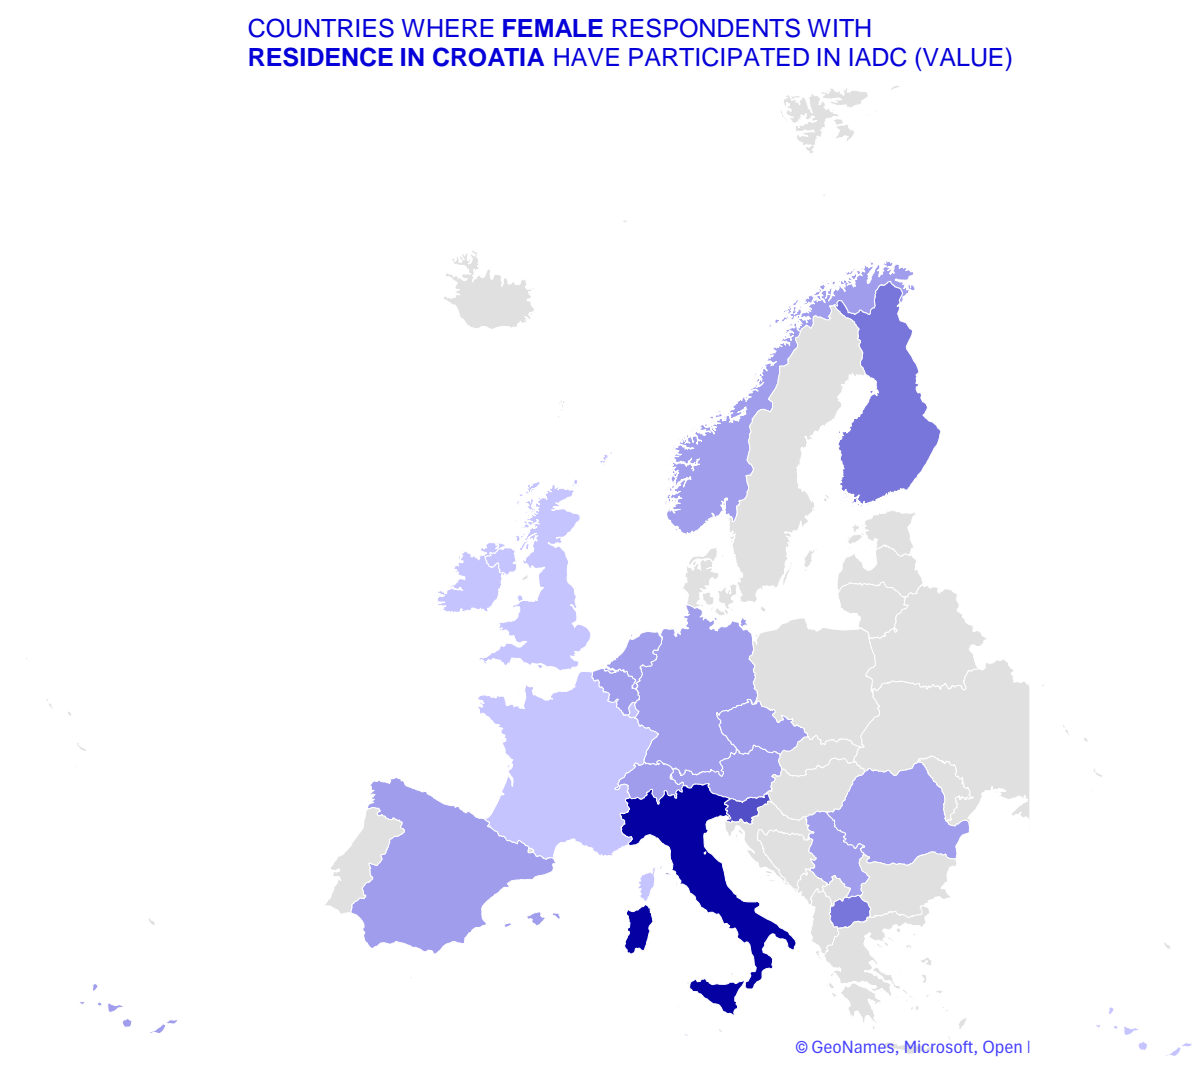 COUNTRIES WHERE FEMALE RESPONDENTS WITH
RESIDENCE IN CROATIA HAVE PARTICIPATED IN IADC (VALUE)
© GeoNames, Microsoft, Open